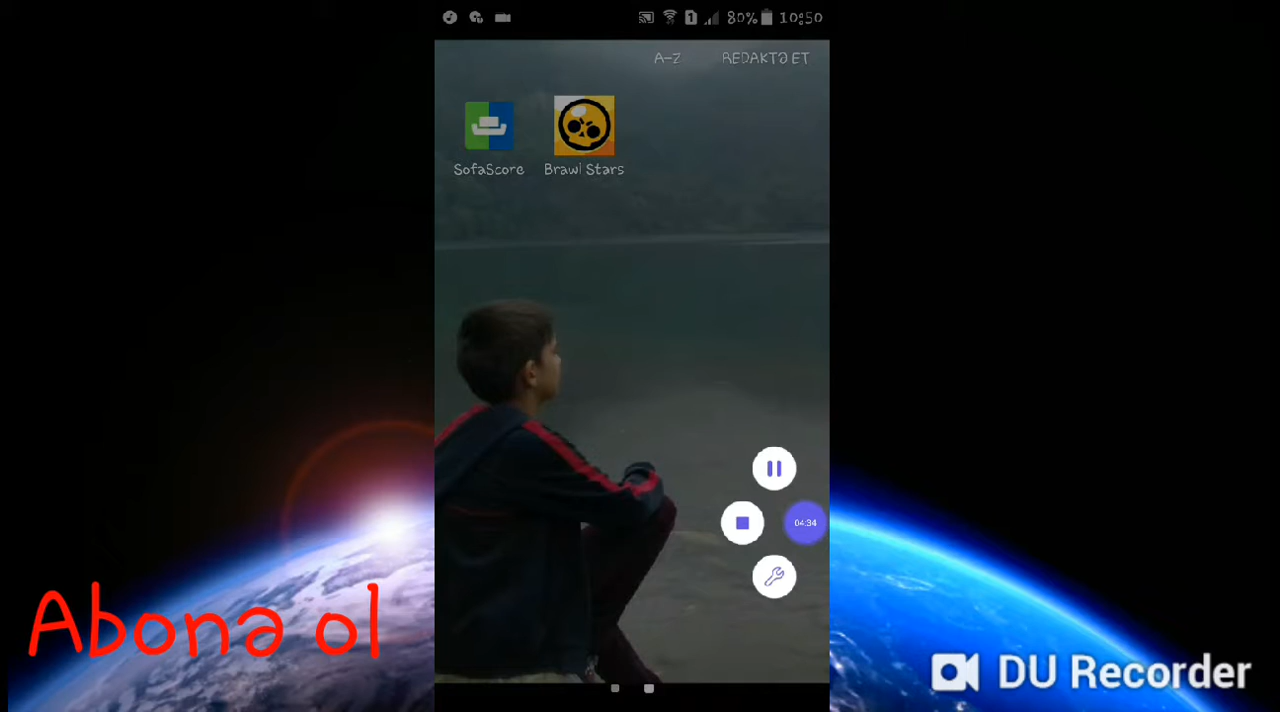 80% 10:50
A-Z REDAKTƏ ET
SofaScore Brawl Stars
04:34
Abonə ol
DU Recorder